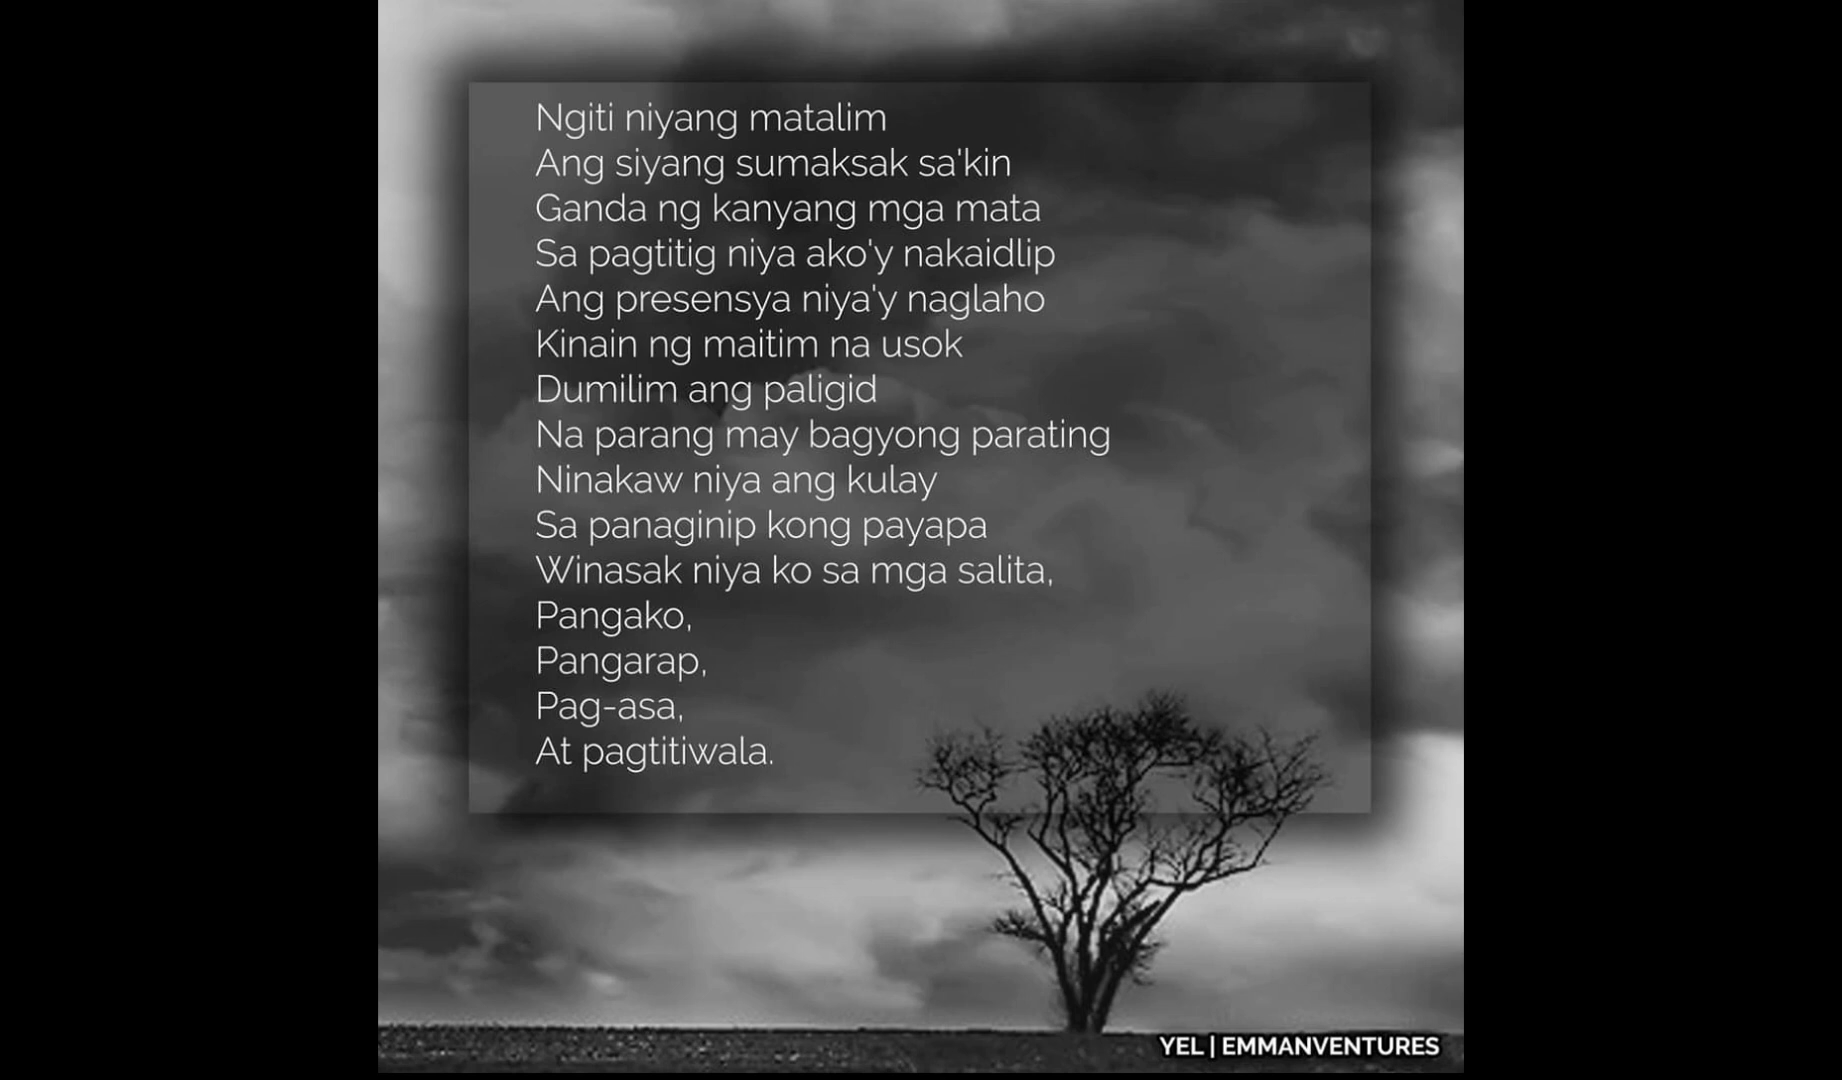 Ngiti niyang matalim
Ang siyang sumaksak sa'kin
Ganda ng kanyang mga mata
Sa pagtitig niya ako'y nakaidlip
Ang presensya niya'y naglaho
Kinain ng maitim na usok
Dumilim ang paligid
Na parang may bagyong parating
Ninakaw niya ang kulay
Sa panaginip kong payapa
Winasak niya ko sa mga salita,
Pangako,
Pangarap,
Pag-asa,
At pagtitiwala.
YEL | EMMANVENTURES